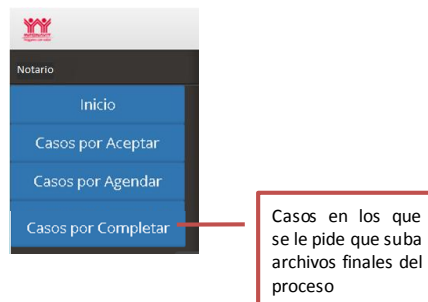 Notario
Inicio
Casos por Aceptar
Casos por Agendar
Casos por Completar
Casos en los que
se le pide que suba
archivos finales del
proceso